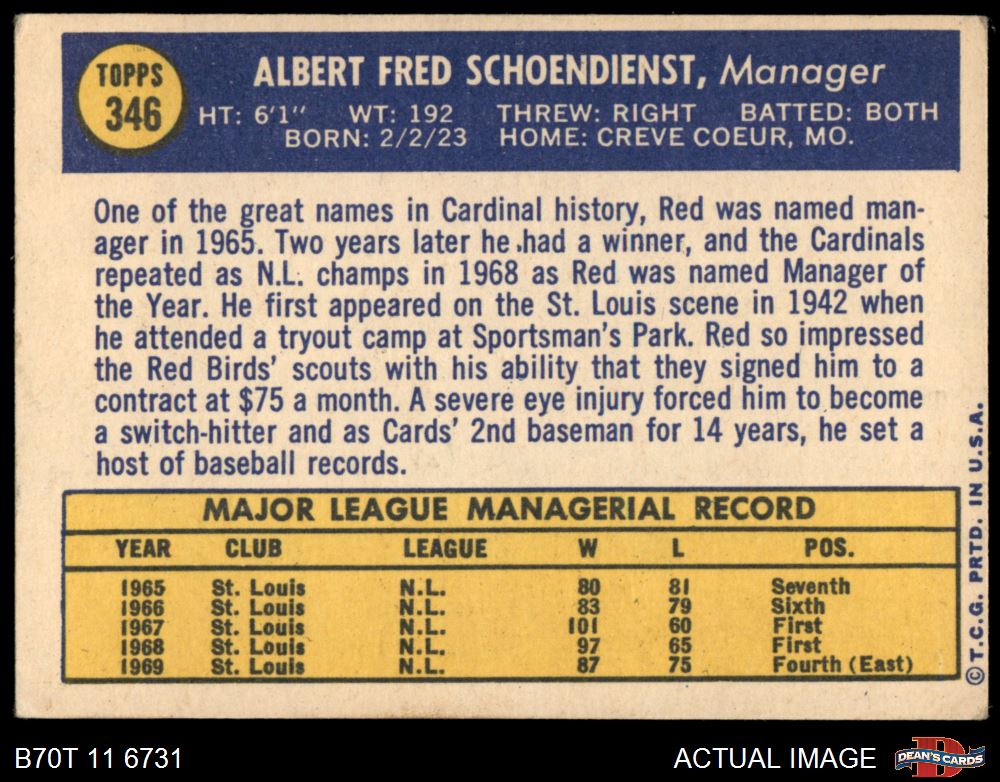 TOPPS
346
ALBERT FRED SCHOENDIENST, Manager
HT: 6'1" WT: 192 THREW: RIGHT BATTED: BOTH
BORN: 2/2/23 HOME: CREVE COEUR, MO.
One of the great names in Cardinal history, Red was named man-
ager in 1965. Two years later he had a winner, and the Cardinals
repeated as N.L. champs in 1968 as Red was named Manager of
the Year. He first appeared on the St. Louis scene in 1942 when
he attended a tryout camp at Sportsman's Park. Red so impressed
the Red Birds' scouts with his ability that they signed him to a
contract at $75 a month. A severe eye injury forced him to become
a switch-hitter and as Cards' 2nd baseman for 14 years, he set a
host of baseball records.
MAJOR LEAGUE MANAGERIAL RECORD
YEAR CLUB LEAGUE W L POS.
1965 St. Louis N.L. 80 81 Seventh
1966 St. Louis N.L. 83 79 Sixth
1967 St. Louis N.L. 101 60 First
1968 St. Louis N.L. 97 65 First
1969 St. Louis N.L. 87 75 Fourth (East)
© T.C.G. PRTD. IN U.S.A.
B70T 11 6731
ACTUAL IMAGE
D
DEAN'S CARDS